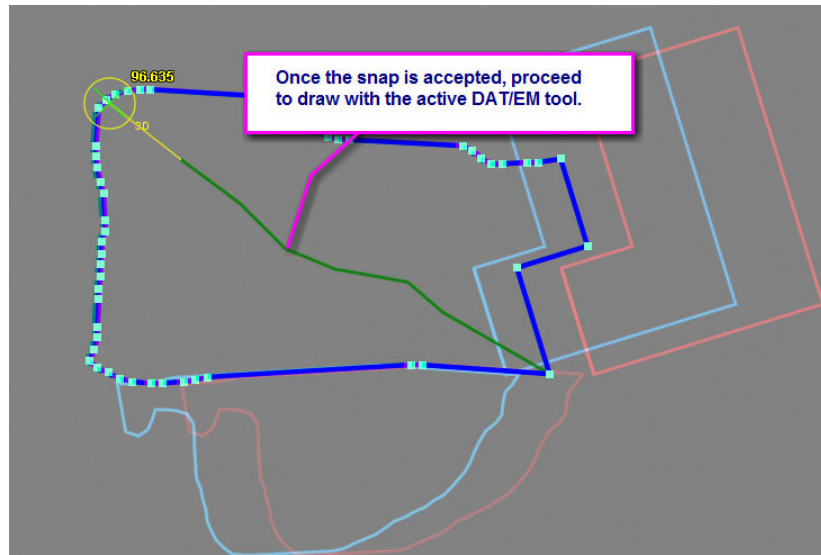 96.635
Once the snap is accepted, proceed
to draw with the active DAT/EM tool.
3D